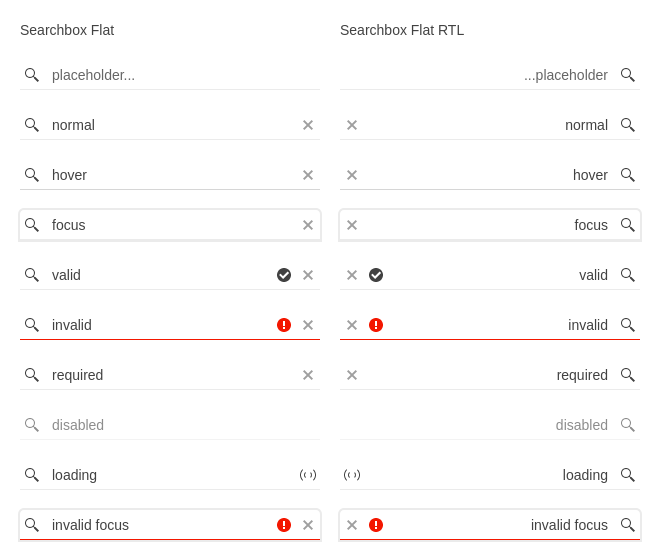 Searchbox Flat
placeholder...
normal
hover
focus
valid
invalid
required
disabled
loading
invalid focus
Searchbox Flat RTL
...placeholder
normal
hover
focus
valid
invalid
required
disabled
loading
invalid focus